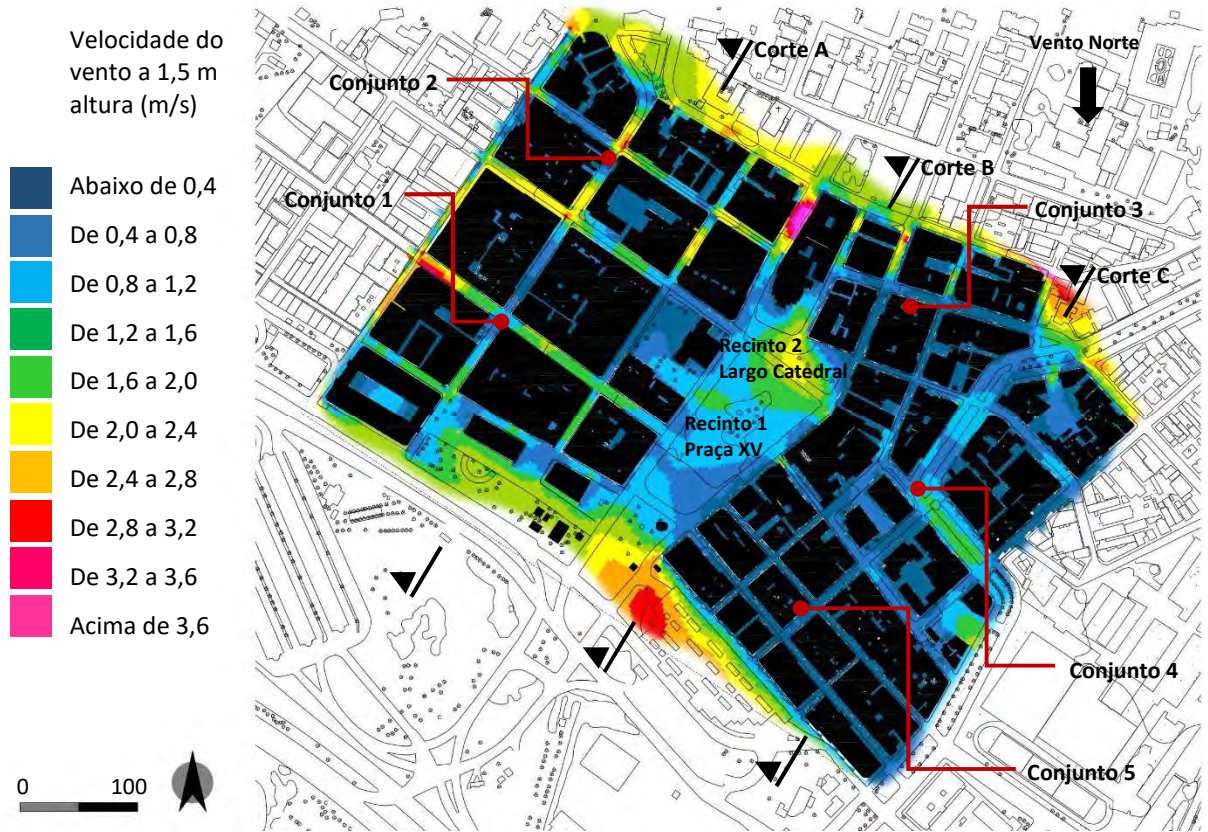 Velocidade do
vento a 1,5 m
altura (m/s)
Abaixo de 0,4
De 0,4 a 0,8
De 0,8 a 1,2
De 1,2 a 1,6
De 1,6 a 2,0
De 2,0 a 2,4
De 2,4 a 2,8
De 2,8 a 3,2
De 3,2 a 3,6
Acima de 3,6
0 100
Conjunto 2
Conjunto 1
Corte A
Vento Norte
Corte B
Conjunto 3
Corte C
Recinto 2
Largo Catedral
Recinto 1
Praça XV
Conjunto 4
Conjunto 5